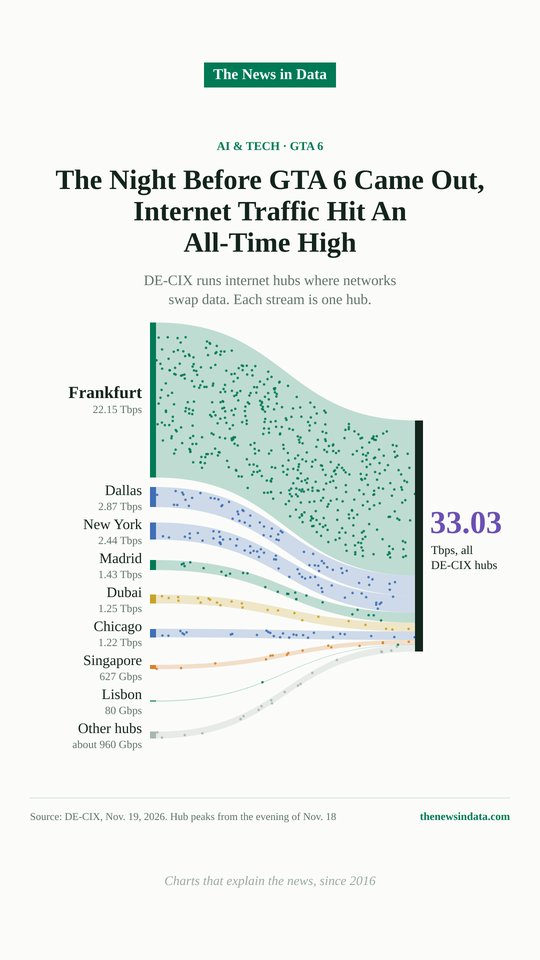 The News in Data
AI & TECH · GTA 6
The Night Before GTA 6 Came Out,
Internet Traffic Hit An
All-Time High
DE-CIX runs internet hubs where networks
swap data. Each stream is one hub.
Frankfurt
22.15 Tbps
Dallas
2.87 Tbps
New York
2.44 Tbps
Madrid
1.43 Tbps
Dubai
1.25 Tbps
Chicago
1.22 Tbps
Singapore
627 Gbps
Lisbon
80 Gbps
Other hubs
about 960 Gbps
33.03
Tbps, all
DE-CIX hubs
Source: DE-CIX, Nov. 19, 2026. Hub peaks from the evening of Nov. 18
thenewsindata.com
Charts that explain the news, since 2016